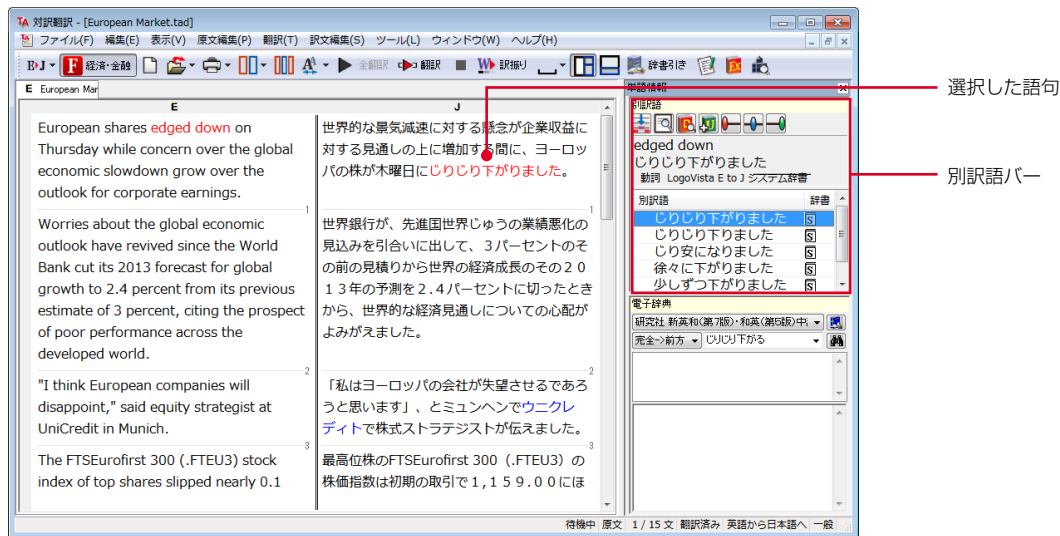 対訳翻訳 - [European Market.tad]
ファイル(F) 編集(E) 表示(V) 原文編集(P) 翻訳(T) 訳文編集(S) ツール(L) ウィンドウ(W) ヘルプ(H)
E›J F 経済・金融 全翻訳 翻訳 訳振り 辞書引き
E European Mar
単語情報
選択した語句
E
J
European shares edged down on
Thursday while concern over the global
economic slowdown grow over the
outlook for corporate earnings.
1
Worries about the global economic
outlook have revived since the World
Bank cut its 2013 forecast for global
growth to 2.4 percent from its previous
estimate of 3 percent, citing the prospect
of poor performance across the
developed world.
2
"I think European companies will
disappoint," said equity strategist at
UniCredit in Munich.
3
The FTSEurofirst 300 (.FTEU3) stock
index of top shares slipped nearly 0.1
世界的な景気減速に対する懸念が企業収益に
対する見通しの上に増加する間に、ヨーロッ
パの株が木曜日にじりじり下がりました。
1
世界銀行が、先進国世界じゅうの業績悪化の
見込みを引合いに出して、3パーセントのそ
の前の見積りから世界の経済成長のその20
13年の予測を2.4パーセントに切ったとき
から、世界的な経済見通しについての心配が
よみがえました。
2
「私はヨーロッパの会社が失望させるであろ
うと思います」、とミュンヘンでウニクレ
ディトで株式ストラテジストが伝えました。
3
最高位株のFTSEurofirst 300 (.FTEU3) の
株価指数は初期の取引で1,159.00にほ
別訳語
edged down
じりじり下がりました
動詞 LogoVista E to J システム辞書
別訳語バー
別訳語 辞書
じりじり下がりました S
じりじり下りました S
じり安になりました S
徐々に下がりました S
少しずつ下がりました S
電子辞典
研究社 新英和(第7版)・和英(第5版)中
完全->前方 じりじり下がる
待機中 原文 1 / 15 文 翻訳済み 英語から日本語へ 一般